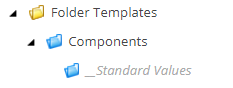 Folder Templates
Components
__Standard Values